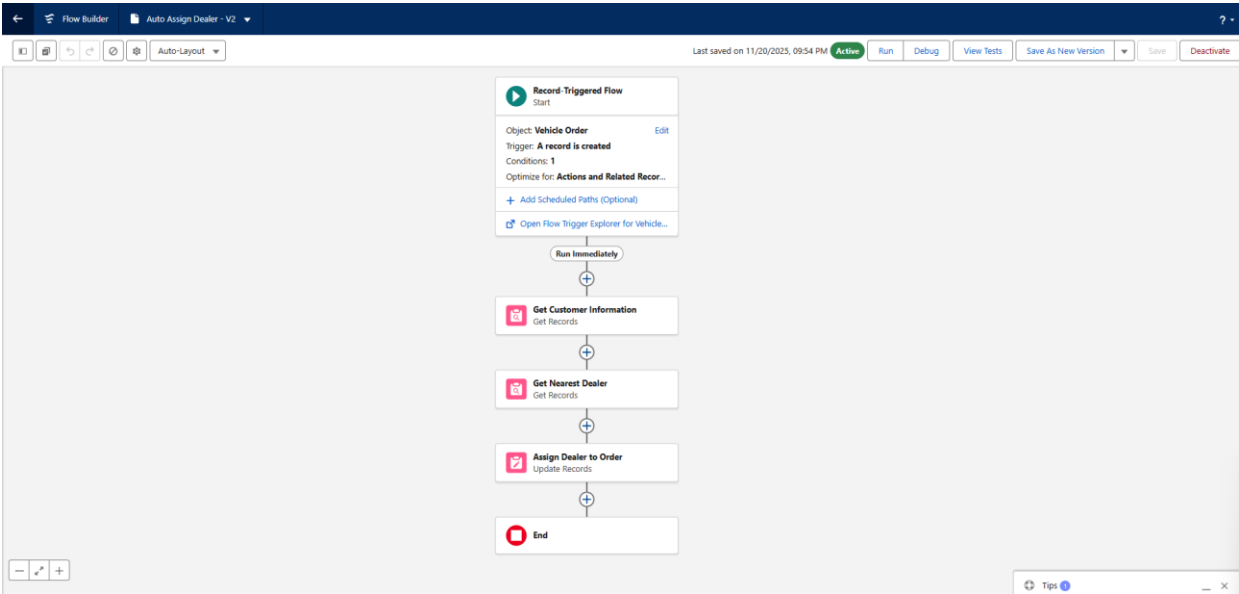 Flow Builder
Auto Assign Dealer - V2
?
Auto-Layout
Last saved on 11/20/2025, 09:54 PM
Active
Run
Debug
View Tests
Save As New Version
Save
Deactivate
Record-Triggered Flow
Start
Object: Vehicle Order
Edit
Trigger: A record is created
Conditions: 1
Optimize for: Actions and Related Recor...
+ Add Scheduled Paths (Optional)
Open Flow Trigger Explorer for Vehicle...
Run Immediately
Get Customer Information
Get Records
Get Nearest Dealer
Get Records
Assign Dealer to Order
Update Records
End
Tips 1